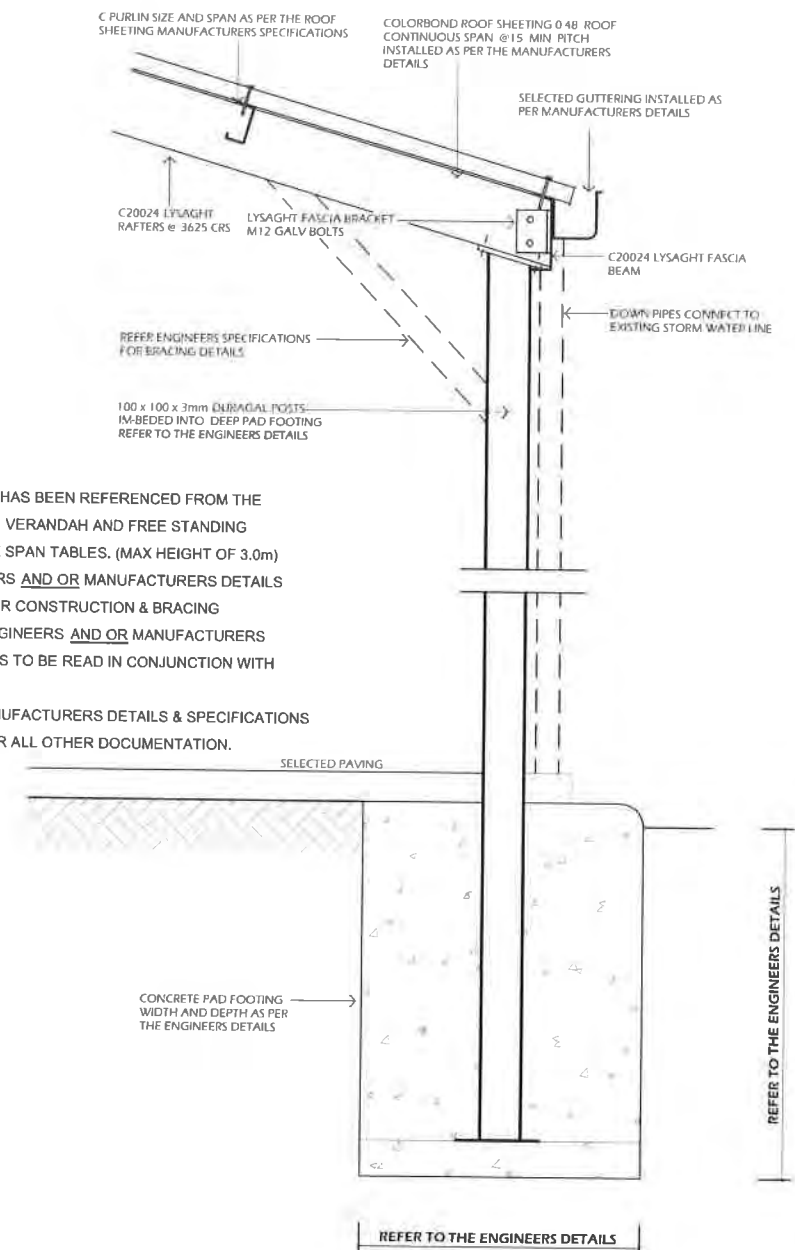 C PURLIN SIZE AND SPAN AS PER THE ROOF
SHEETING MANUFACTURERS SPECIFICATIONS
COLORBOND ROOF SHEETING 0 48 ROOF
CONTINUOUS SPAN @15 MIN PITCH
INSTALLED AS PER THE MANUFACTURERS
DETAILS
SELECTED GUTTERING INSTALLED AS
PER MANUFACTURERS DETAILS
C20024 LYSAGHT
RAFTERS @ 3625 CRS
LYSAGHT FASCIA BRACKET
M12 GALV BOLTS
C20024 LYSAGHT FASCIA
BEAM
DOWN PIPES CONNECT TO
EXISTING STORM WATER LINE
REFER ENGINEERS SPECIFICATIONS
FOR BRACING DETAILS
100 x 100 x 3mm DURAGAL POSTS
IM-BEDED INTO DEEP PAD FOOTING
REFER TO THE ENGINEERS DETAILS
HAS BEEN REFERENCED FROM THE
VERANDAH AND FREE STANDING
SPAN TABLES. (MAX HEIGHT OF 3.0m)
RS AND OR MANUFACTURERS DETAILS
R CONSTRUCTION & BRACING
GINEERS AND OR MANUFACTURERS
S TO BE READ IN CONJUNCTION WITH
NUFACTURERS DETAILS & SPECIFICATIONS
R ALL OTHER DOCUMENTATION.
SELECTED PAVING
CONCRETE PAD FOOTING
WIDTH AND DEPTH AS PER
THE ENGINEERS DETAILS
REFER TO THE ENGINEERS DETAILS
REFER TO THE ENGINEERS DETAILS